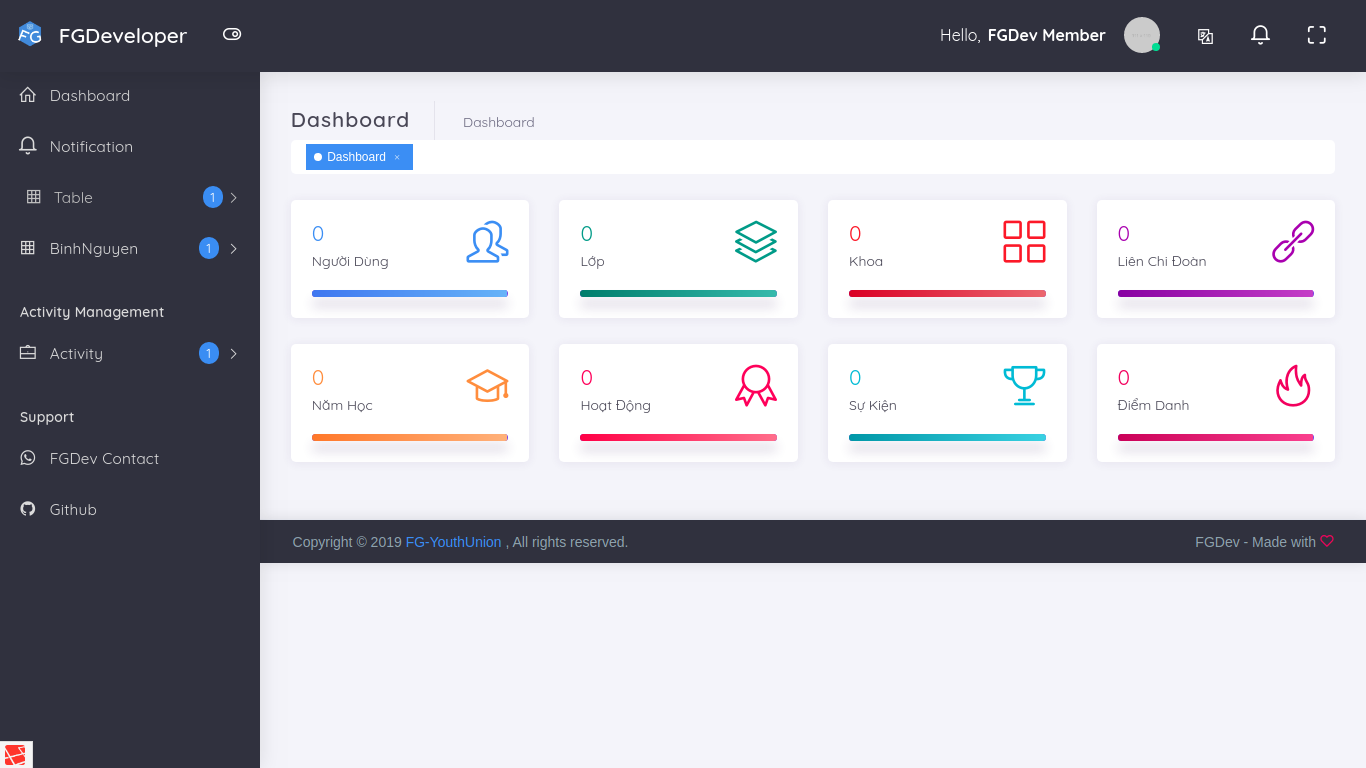 FG FGDeveloper
Hello, FGDev Member
Dashboard
Notification
Table 1
BinhNguyen 1
Activity Management
Activity 1
Support
FGDev Contact
Github
Dashboard Dashboard
Dashboard ×
0
Người Dùng
0
Lớp
0
Khoa
0
Liên Chi Đoàn
0
Năm Học
0
Hoạt Động
0
Sự Kiện
0
Điểm Danh
Copyright © 2019 FG-YouthUnion , All rights reserved.
FGDev - Made with